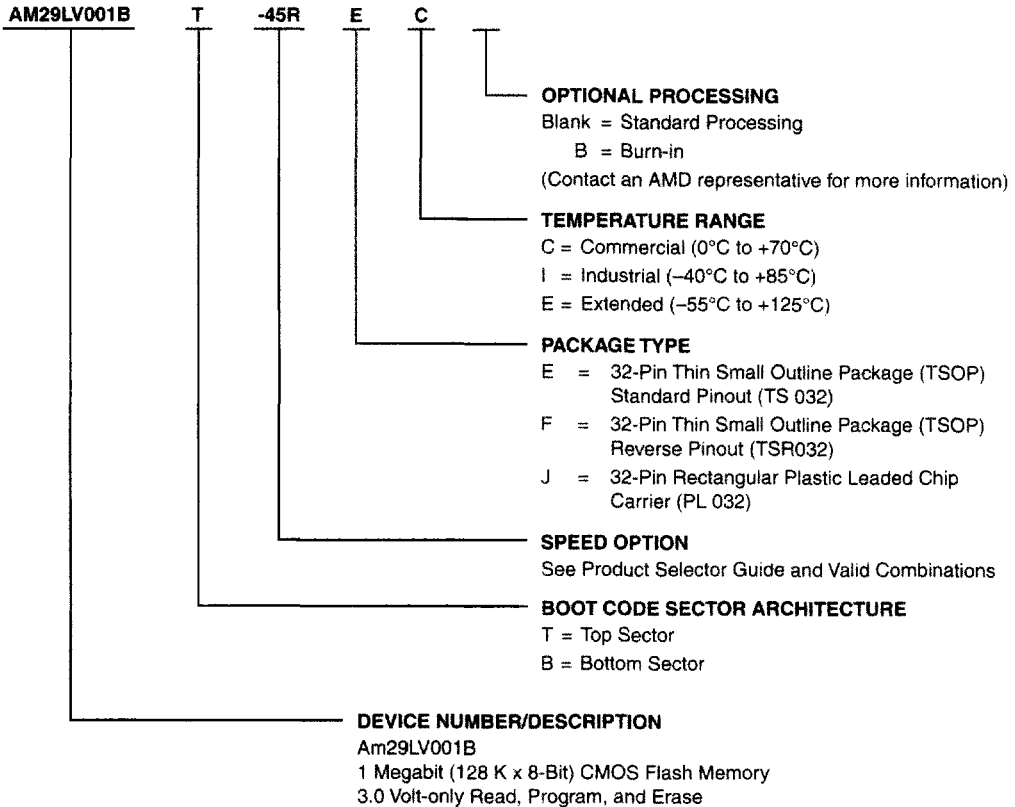 AM29LV001B T -45R E C
OPTIONAL PROCESSING
Blank = Standard Processing
B = Burn-in
(Contact an AMD representative for more information)
TEMPERATURE RANGE
C = Commercial (0°C to +70°C)
I = Industrial (–40°C to +85°C)
E = Extended (–55°C to +125°C)
PACKAGE TYPE
E = 32-Pin Thin Small Outline Package (TSOP)
Standard Pinout (TS 032)
F = 32-Pin Thin Small Outline Package (TSOP)
Reverse Pinout (TSR032)
J = 32-Pin Rectangular Plastic Leaded Chip
Carrier (PL 032)
SPEED OPTION
See Product Selector Guide and Valid Combinations
BOOT CODE SECTOR ARCHITECTURE
T = Top Sector
B = Bottom Sector
DEVICE NUMBER/DESCRIPTION
Am29LV001B
1 Megabit (128 K x 8-Bit) CMOS Flash Memory
3.0 Volt-only Read, Program, and Erase